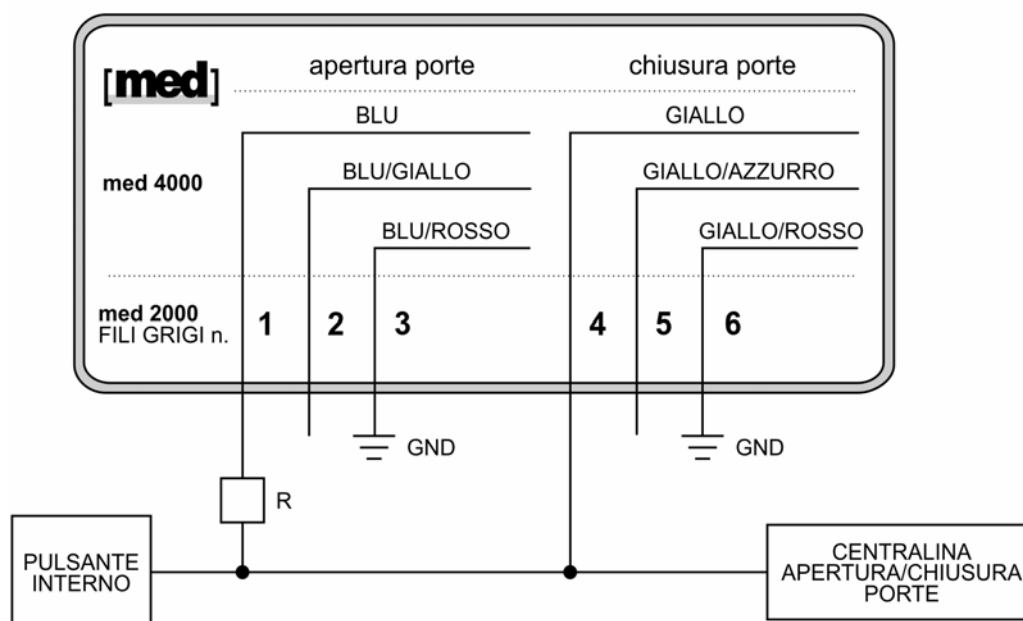 [med]
apertura porte
chiusura porte
BLU
GIALLO
med 4000
BLU/GIALLO
GIALLO/AZZURRO
BLU/ROSSO
GIALLO/ROSSO
med 2000
FILI GRIGI n.
1
2
3
4
5
6
GND
GND
R
PULSANTE
INTERNO
CENTRALINA
APERTURA/CHIUSURA
PORTE